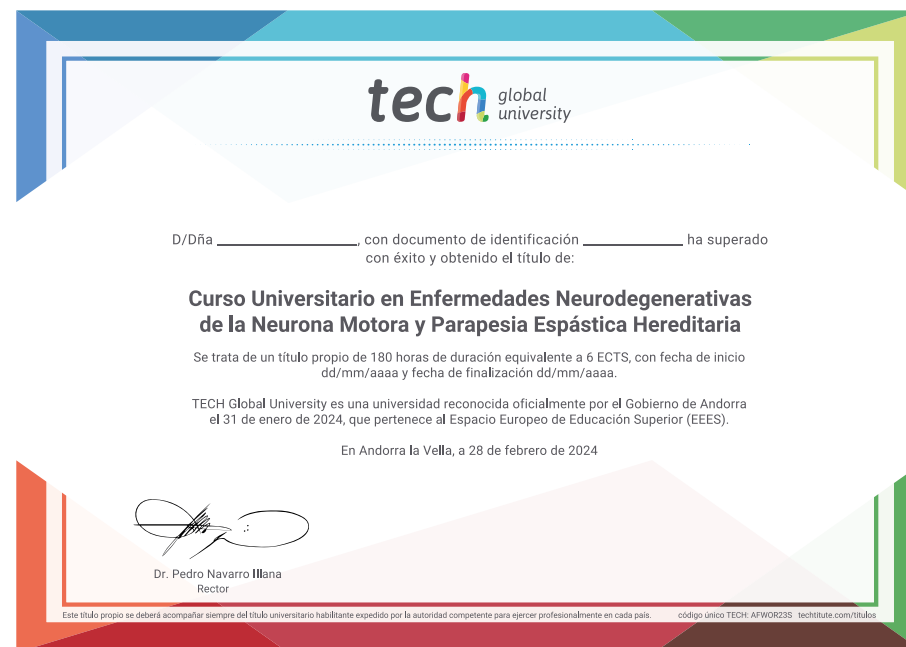 tech global university
D/Dña ____________________, con documento de identificación ______________ ha superado
con éxito y obtenido el título de:
Curso Universitario en Enfermedades Neurodegenerativas
de la Neurona Motora y Parapesia Espástica Hereditaria
Se trata de un título propio de 180 horas de duración equivalente a 6 ECTS, con fecha de inicio
dd/mm/aaaa y fecha de finalización dd/mm/aaaa.
TECH Global University es una universidad reconocida oficialmente por el Gobierno de Andorra
el 31 de enero de 2024, que pertenece al Espacio Europeo de Educación Superior (EEES).
En Andorra la Vella, a 28 de febrero de 2024
Dr. Pedro Navarro Illana
Rector
Este título propio se deberá acompañar siempre del título universitario habilitante expedido por la autoridad competente para ejercer profesionalmente en cada país. código único TECH: AFWOR23S techtitute.com/titulos